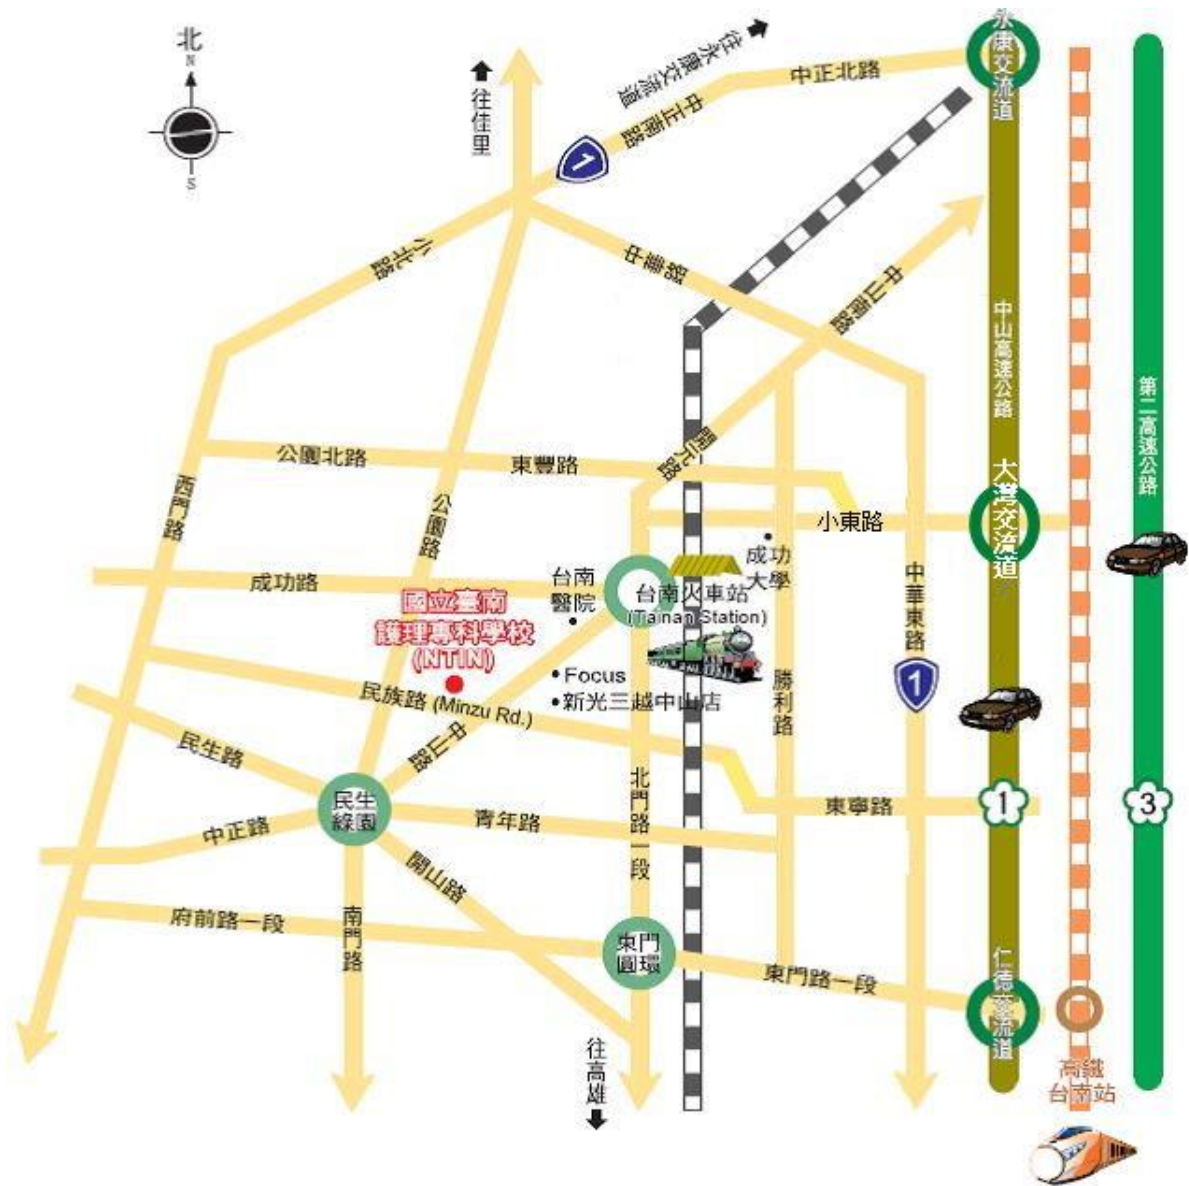 北
N
S
往佳里
往永康交流道
中正南路
1
中正北路
永康交流道
小北路
中華路
中山南路
中山高速公路
第二高速公路
公園北路
東豐路
開元路
西門路
公園路
小東路
大灣交流道
成功路
台南
醫院
台南火車站
(Tainan Station)
成功
大學
中華東路
國立臺南
護理專科學校
(NTIN)
Focus
新光三越中山店
民族路 (Minzu Rd.)
中山路
勝利路
1
民生路
民生
綠園
中正路
青年路
北門路一段
東寧路
1
3
開山路
府前路一段
南門路
東門
圓環
東門路一段
仁德交流道
往高雄
高鐵
台南站